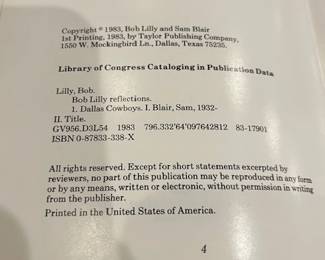 Copyright © 1983, Bob Lilly and Sam Blair
1st Printing, 1983, by Taylor Publishing Company,
1550 W. Mockingbird Ln., Dallas, Texas 75235.
Library of Congress Cataloging in Publication Data
Lilly, Bob.
Bob Lilly reflections.
1. Dallas Cowboys. I. Blair, Sam, 1932-
II. Title.
GV956.D3L54 1983 796.332'64'097642812 83-17901
ISBN 0-87833-338-X
All rights reserved. Except for short statements excerpted by
reviewers, no part of this publication may be reproduced in any form
or by any means, written or electronic, without permission in writing
from the publisher.
Printed in the United States of America.
4